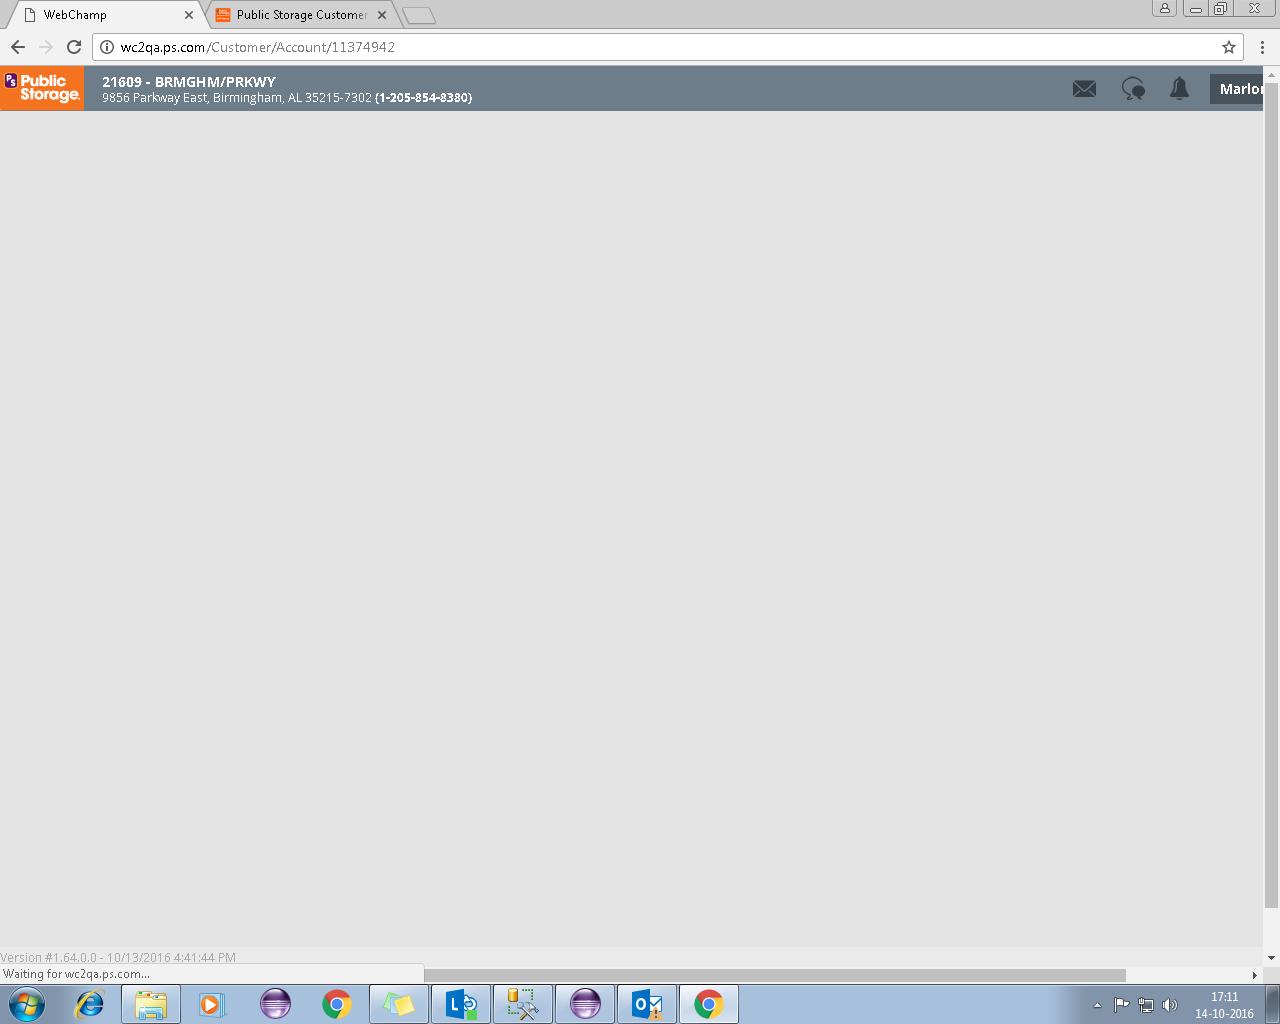 WebChamp
Public Storage Customer
wc2qa.ps.com/Customer/Account/11374942
PS Public Storage.
21609 - BRMGHM/PRKWY
9856 Parkway East, Birmingham, AL 35215-7302 (1-205-854-8380)
Marlo
Version #1.64.0.0 - 10/13/2016 4:41:44 PM
Waiting for wc2qa.ps.com...
17:11
14-10-2016